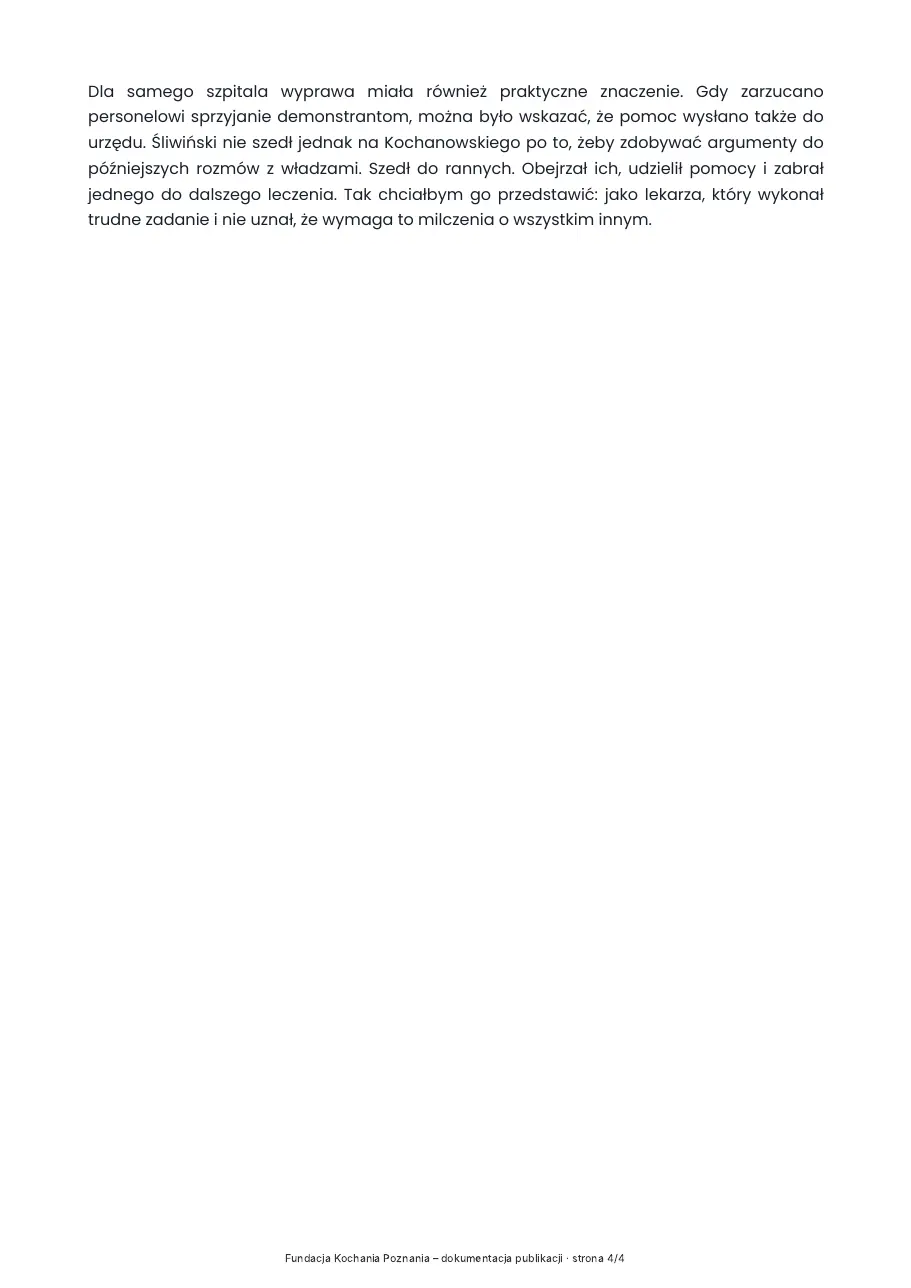 Dla samego szpitala wyprawa miała również praktyczne znaczenie. Gdy zarzucano
personelowi sprzyjanie demonstrantom, można było wskazać, że pomoc wysłano także do
urzędu. Śliwiński nie szedł jednak na Kochanowskiego po to, żeby zdobywać argumenty do
późniejszych rozmów z władzami. Szedł do rannych. Obejrzał ich, udzielił pomocy i zabrał
jednego do dalszego leczenia. Tak chciałbym go przedstawić: jako lekarza, który wykonał
trudne zadanie i nie uznał, że wymaga to milczenia o wszystkim innym.
Fundacja Kochania Poznania – dokumentacja publikacji · strona 4/4